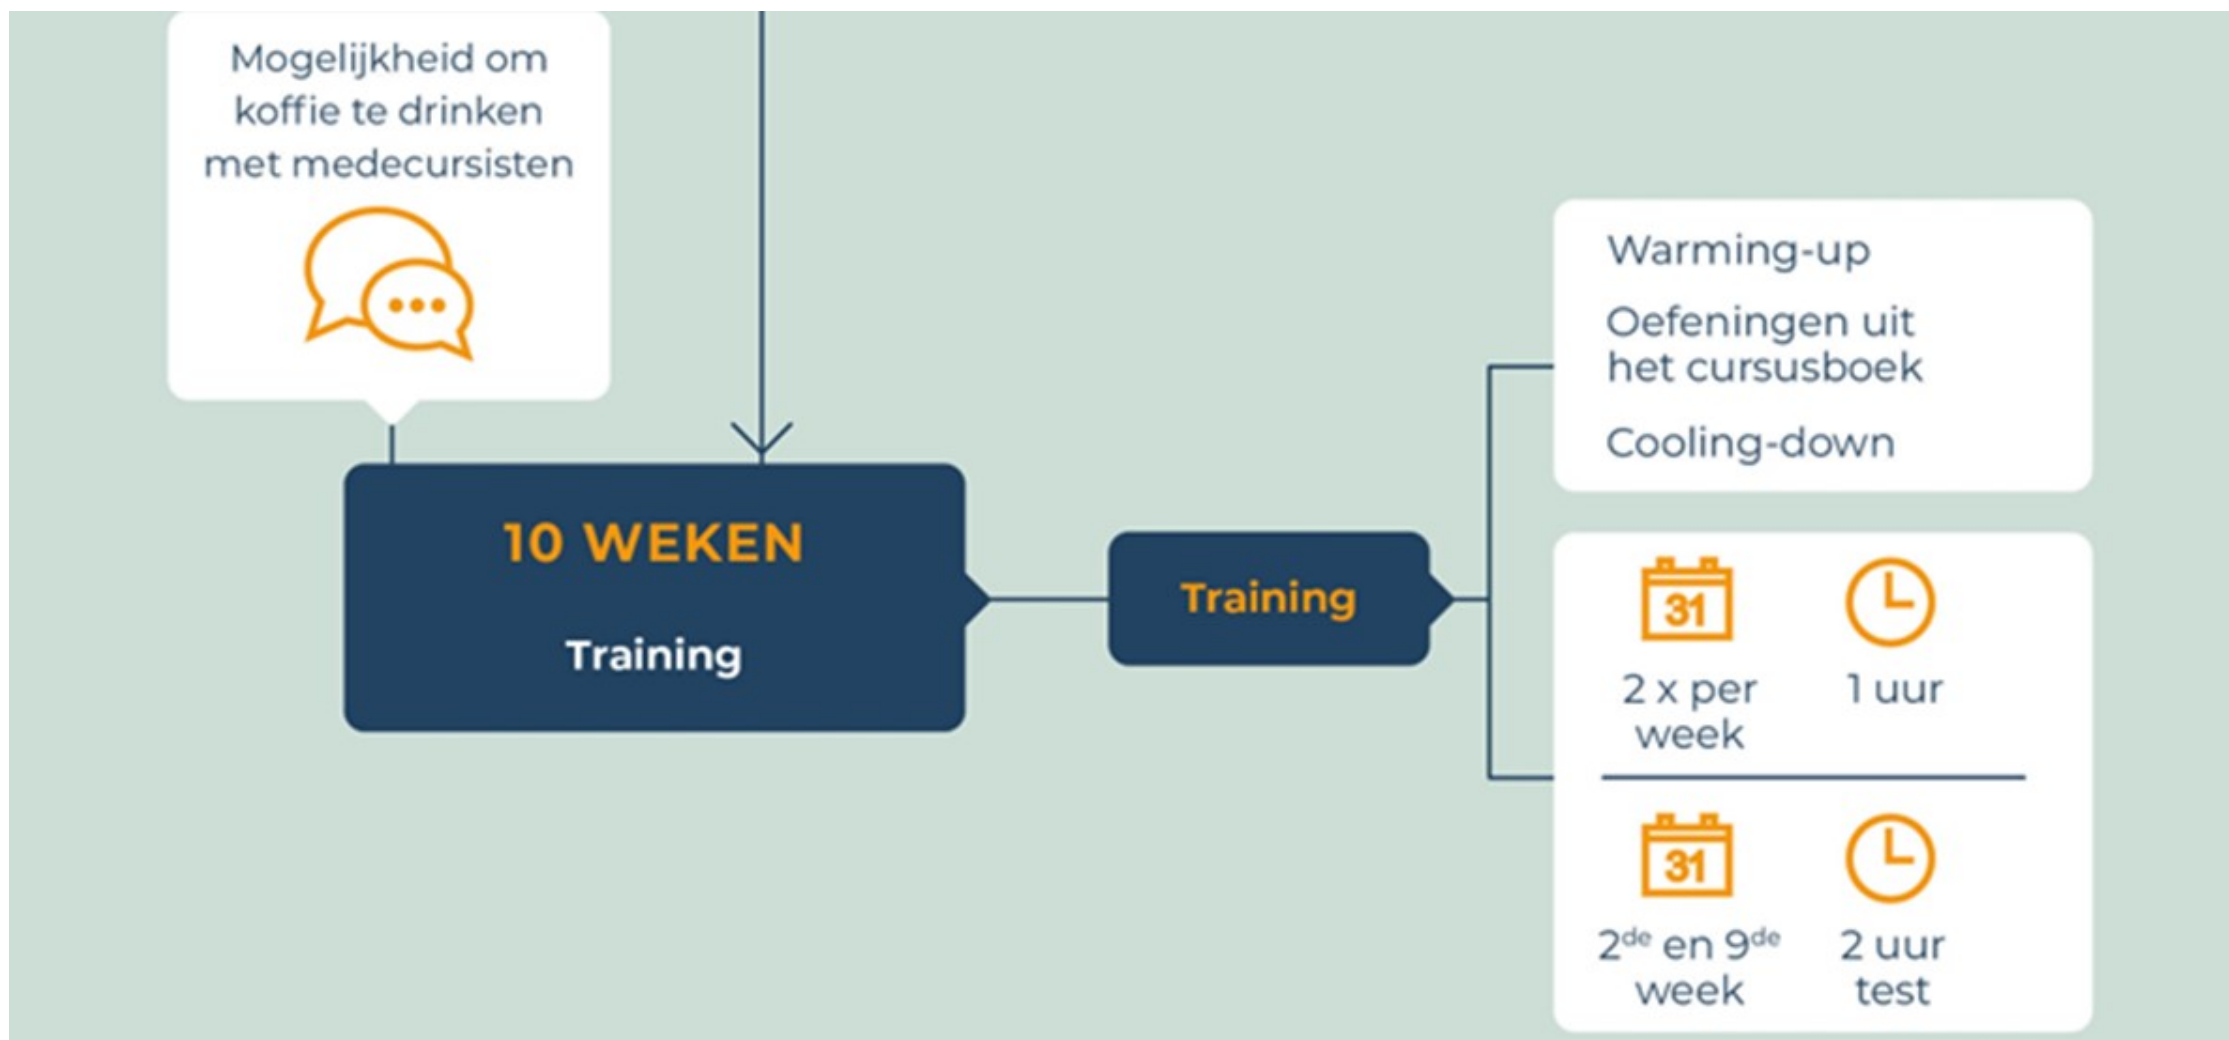 Mogelijkheid om
koffie te drinken
met medecursisten
10 WEKEN
Training
Training
Warming-up
Oefeningen uit
het cursusboek
Cooling-down
31
2 x per
week
1 uur
31
2de en 9de
week
2 uur
test